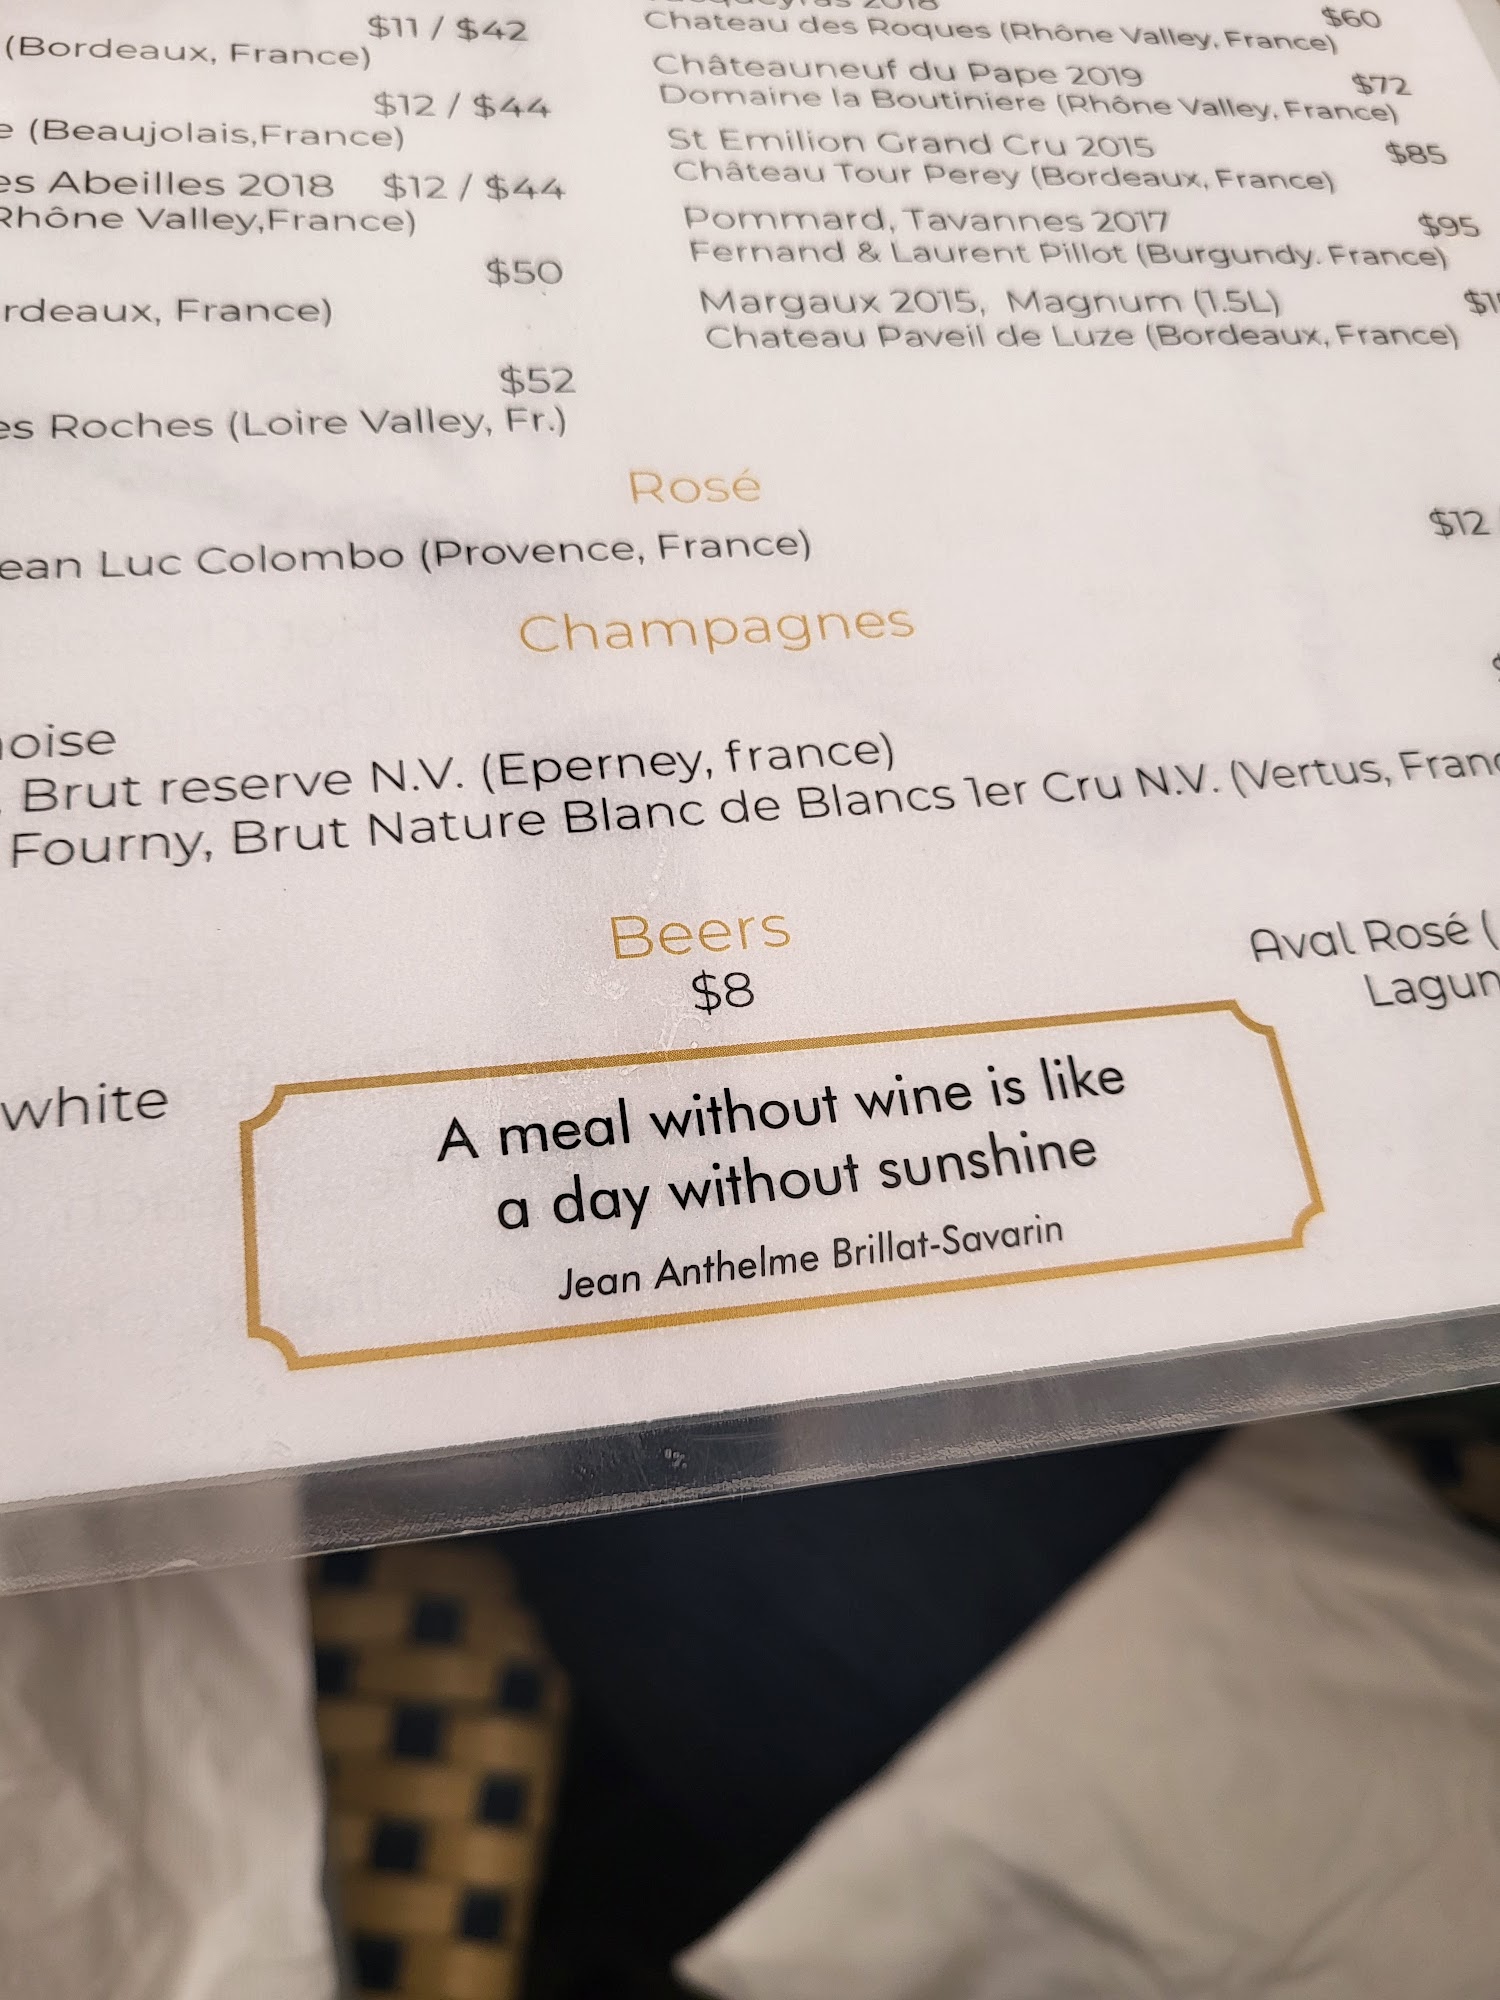 $11 / $42
(Bordeaux, France)
$12 / $44
(Beaujolais,France)
es Abeilles 2018 $12 / $44
Rhône Valley,France)
$50
rdeaux, France)
$52
es Roches (Loire Valley, Fr.)
2018
Chateau des Roques (Rhône Valley, France) $60
Châteauneuf du Pape 2019 $72
Domaine la Boutiniere (Rhône Valley, France)
St Emilion Grand Cru 2015 $85
Château Tour Perey (Bordeaux, France)
Pommard, Tavannes 2017 $95
Fernand & Laurent Pillot (Burgundy. France)
Margaux 2015, Magnum (1.5L)
Chateau Paveil de Luze (Bordeaux, France)
Rosé
ean Luc Colombo (Provence, France) $12 /
Champagnes
oise
, Brut reserve N.V. (Eperney, france)
Fourny, Brut Nature Blanc de Blancs 1er Cru N.V. (Vertus, Franc
Beers
$8
Aval Rosé (
Lagun
white
A meal without wine is like
a day without sunshine
Jean Anthelme Brillat-Savarin